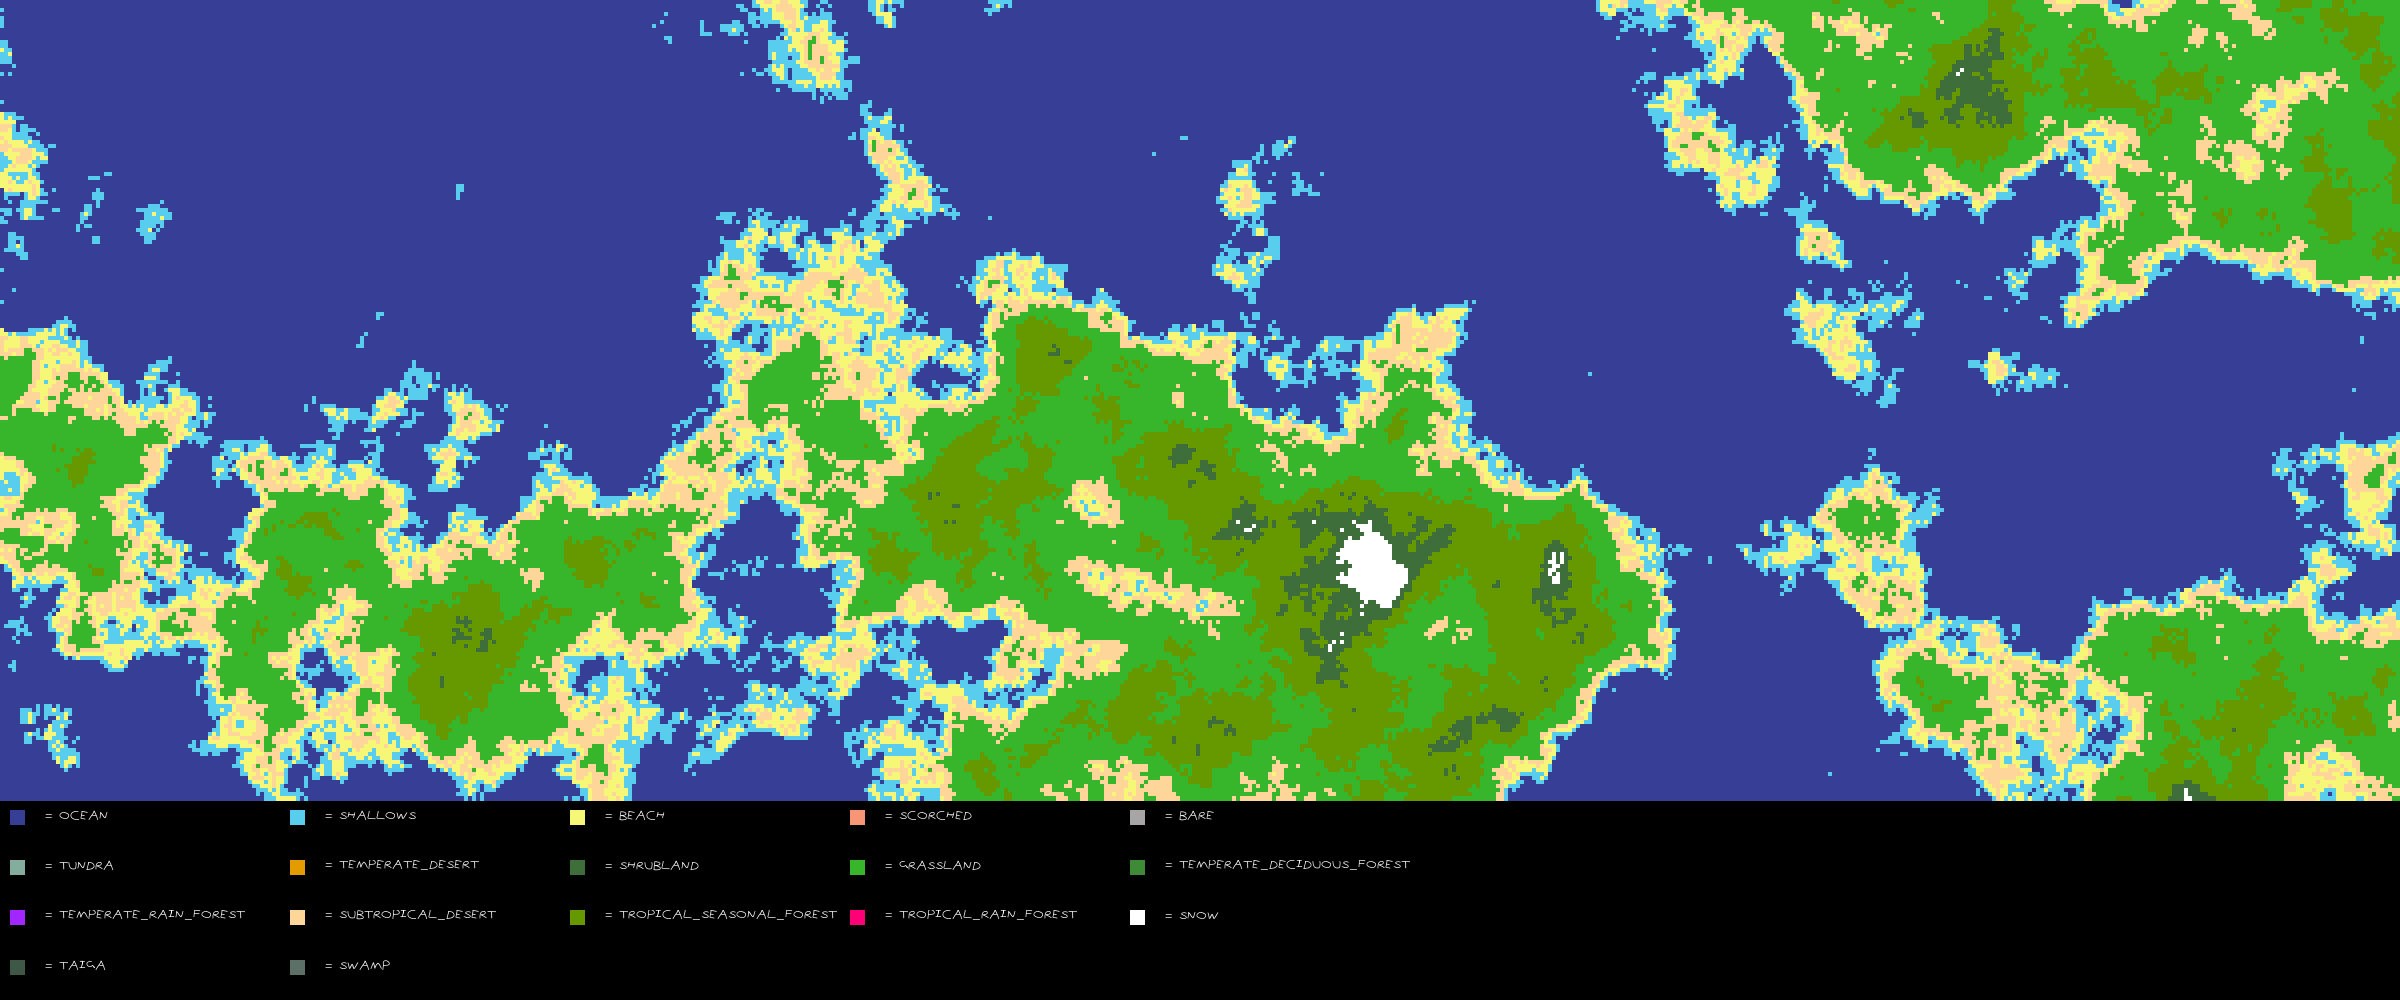 = OCEAN = SHALLOWS = BEACH = SCORCHED = BARE
= TUNDRA = TEMPERATE_DESERT = SHRUBLAND = GRASSLAND = TEMPERATE_DECIDUOUS_FOREST
= TEMPERATE_RAIN_FOREST = SUBTROPICAL_DESERT = TROPICAL_SEASONAL_FOREST = TROPICAL_RAIN_FOREST = SNOW
= TAIGA = SWAMP